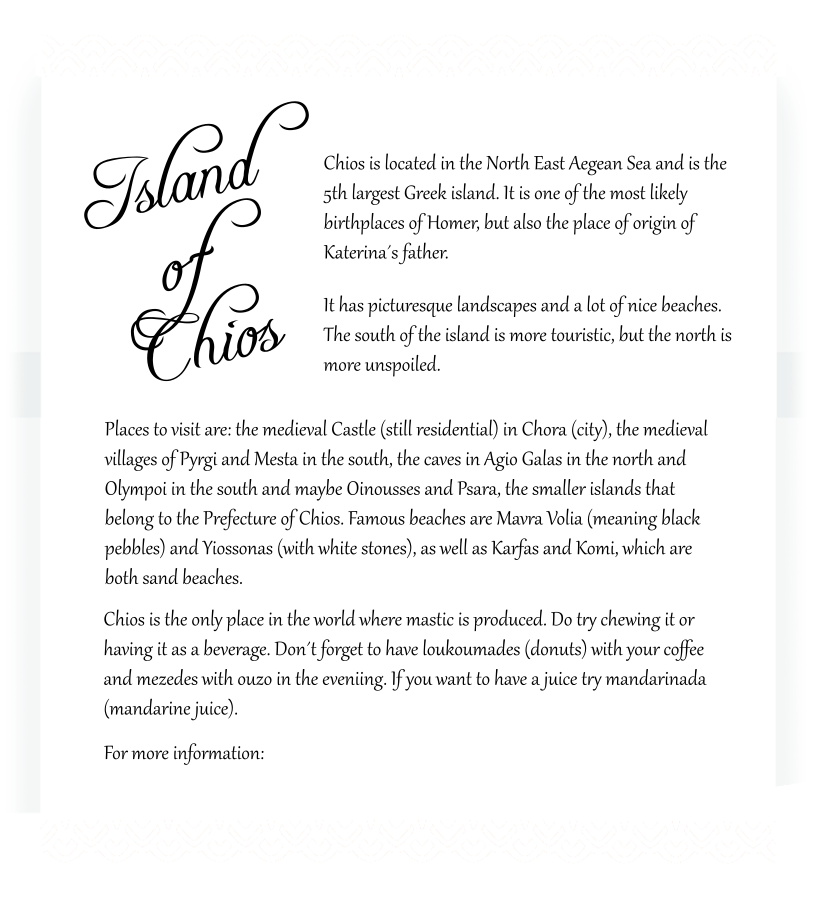 Island
of
Chios
Chios is located in the North East Aegean Sea and is the
5th largest Greek island. It is one of the most likely
birthplaces of Homer, but also the place of origin of
Katerina´s father.
It has picturesque landscapes and a lot of nice beaches.
The south of the island is more touristic, but the north is
more unspoiled.
Places to visit are: the medieval Castle (still residential) in Chora (city), the medieval
villages of Pyrgi and Mesta in the south, the caves in Agio Galas in the north and
Olympoi in the south and maybe Oinousses and Psara, the smaller islands that
belong to the Prefecture of Chios. Famous beaches are Mavra Volia (meaning black
pebbles) and Yiossonas (with white stones), as well as Karfas and Komi, which are
both sand beaches.
Chios is the only place in the world where mastic is produced. Do try chewing it or
having it as a beverage. Don´t forget to have loukoumades (donuts) with your coffee
and mezedes with ouzo in the eveniing. If you want to have a juice try mandarinada
(mandarine juice).
For more information: